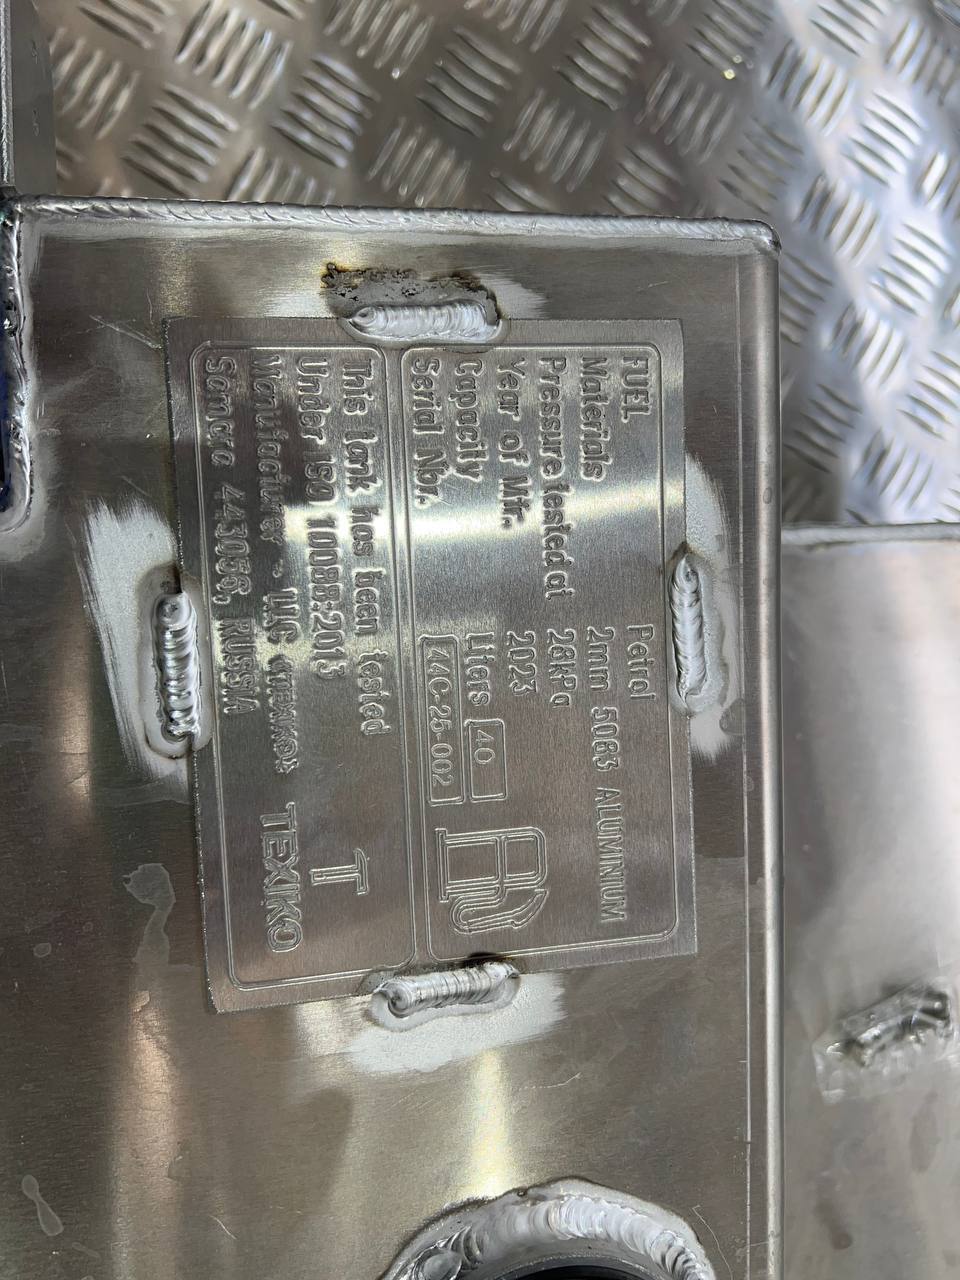 FUEL Petrol
Materials 2mm 5083 ALUMINIUM
Pressure tested at 28kPa
Year of Mfr. 2023
Capacity Liters 40
Serial Nbr. 44C-25-002
This tank has been tested
Under ISO 10088:2013
Manufacturer - LLC «TEXIKO»
Samara 443056, RUSSIA
T
TEXIKO